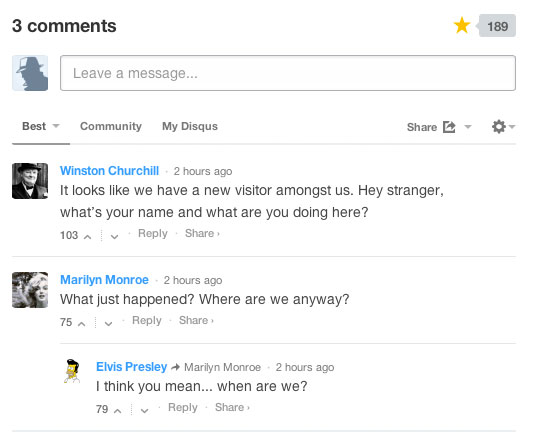 3 comments
189
Leave a message...
Best
Community
My Disqus
Share
Winston Churchill · 2 hours ago
It looks like we have a new visitor amongst us. Hey stranger,
what's your name and what are you doing here?
103 · Reply · Share ›
Marilyn Monroe · 2 hours ago
What just happened? Where are we anyway?
75 · Reply · Share ›
Elvis Presley Marilyn Monroe · 2 hours ago
I think you mean... when are we?
79 · Reply · Share ›